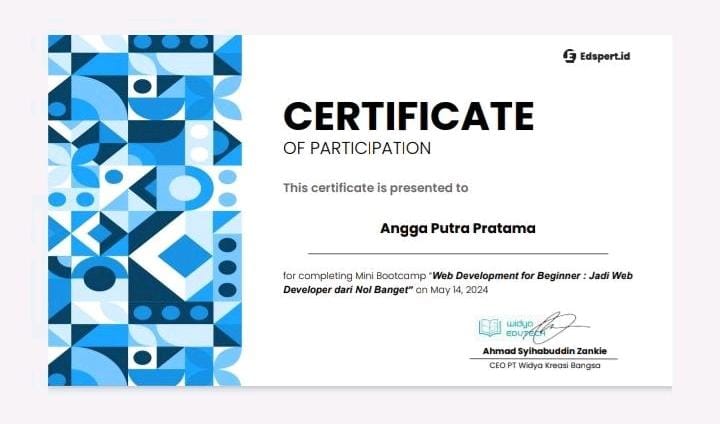 Edspert.id
CERTIFICATE
OF PARTICIPATION
This certificate is presented to
Angga Putra Pratama
for completing Mini Bootcamp "Web Development for Beginner : Jadi Web
Developer dari Nol Banget" on May 14, 2024
widya
EDUTECH
Ahmad Syihabuddin Zankie
CEO PT Widya Kreasi Bangsa